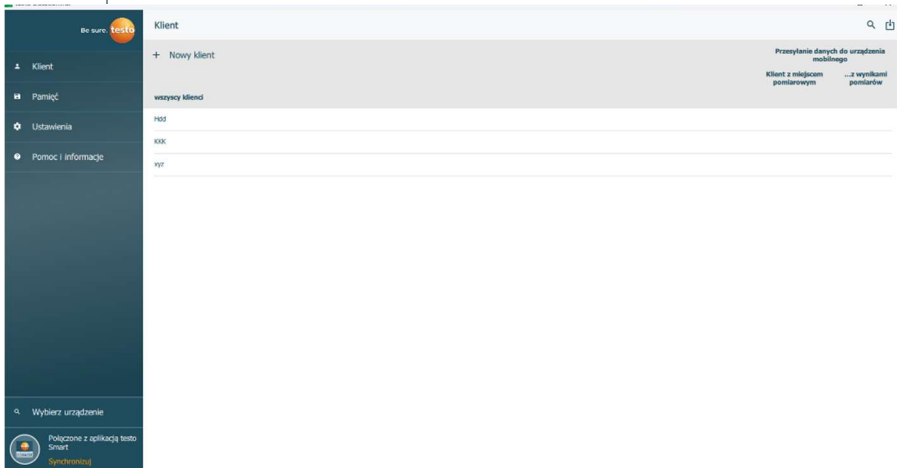 Be sure. testo
Klient
Pamięć
Ustawienia
Pomoc i informacje
Wybierz urządzenie
Połączone z aplikacją testo
Smart
Synchronizuj
Klient
+ Nowy klient
Przesyłanie danych do urządzenia
mobilnego
Klient z miejscem
pomiarowym
...z wynikami
pomiarów
wszyscy klienci
Hdd
KKK
xyz